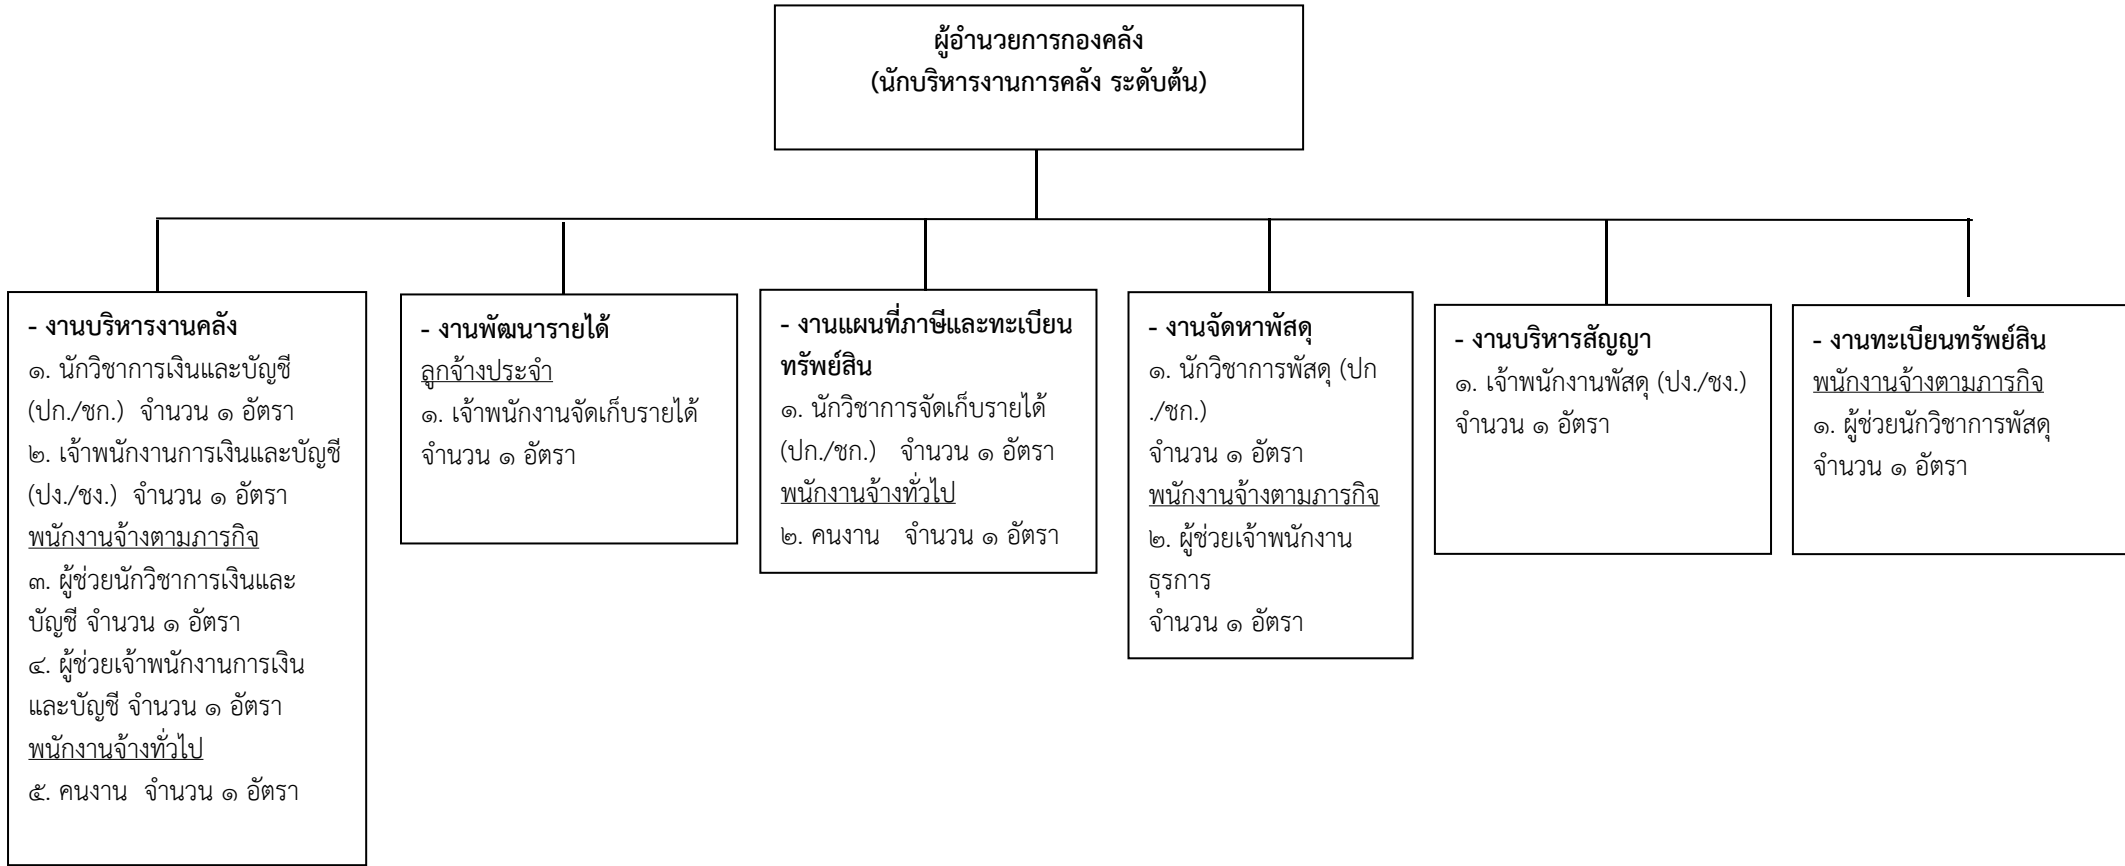 ผู้อำนวยการกองคลัง
(นักบริหารงานการคลัง ระดับต้น)
- งานบริหารงานคลัง
๑. นักวิชาการเงินและบัญชี
(ปก./ชก.) จำนวน ๑ อัตรา
๒. เจ้าพนักงานการเงินและบัญชี
(ปง./ชง.) จำนวน ๑ อัตรา
พนักงานจ้างตามภารกิจ
๓. ผู้ช่วยนักวิชาการเงินและ
บัญชี จำนวน ๑ อัตรา
๔. ผู้ช่วยเจ้าพนักงานการเงิน
และบัญชี จำนวน ๑ อัตรา
พนักงานจ้างทั่วไป
๕. คนงาน จำนวน ๑ อัตรา
- งานพัฒนารายได้
ลูกจ้างประจำ
๑. เจ้าพนักงานจัดเก็บรายได้
จำนวน ๑ อัตรา
- งานแผนที่ภาษีและทะเบียน
ทรัพย์สิน
๑. นักวิชาการจัดเก็บรายได้
(ปก./ชก.) จำนวน ๑ อัตรา
พนักงานจ้างทั่วไป
๒. คนงาน จำนวน ๑ อัตรา
- งานจัดหาพัสดุ
๑. นักวิชาการพัสดุ (ปก
./ชก.)
จำนวน ๑ อัตรา
พนักงานจ้างตามภารกิจ
๒. ผู้ช่วยเจ้าพนักงาน
ธุรการ
จำนวน ๑ อัตรา
- งานบริหารสัญญา
๑. เจ้าพนักงานพัสดุ (ปง./ชง.)
จำนวน ๑ อัตรา
- งานทะเบียนทรัพย์สิน
พนักงานจ้างตามภารกิจ
๑. ผู้ช่วยนักวิชาการพัสดุ
จำนวน ๑ อัตรา